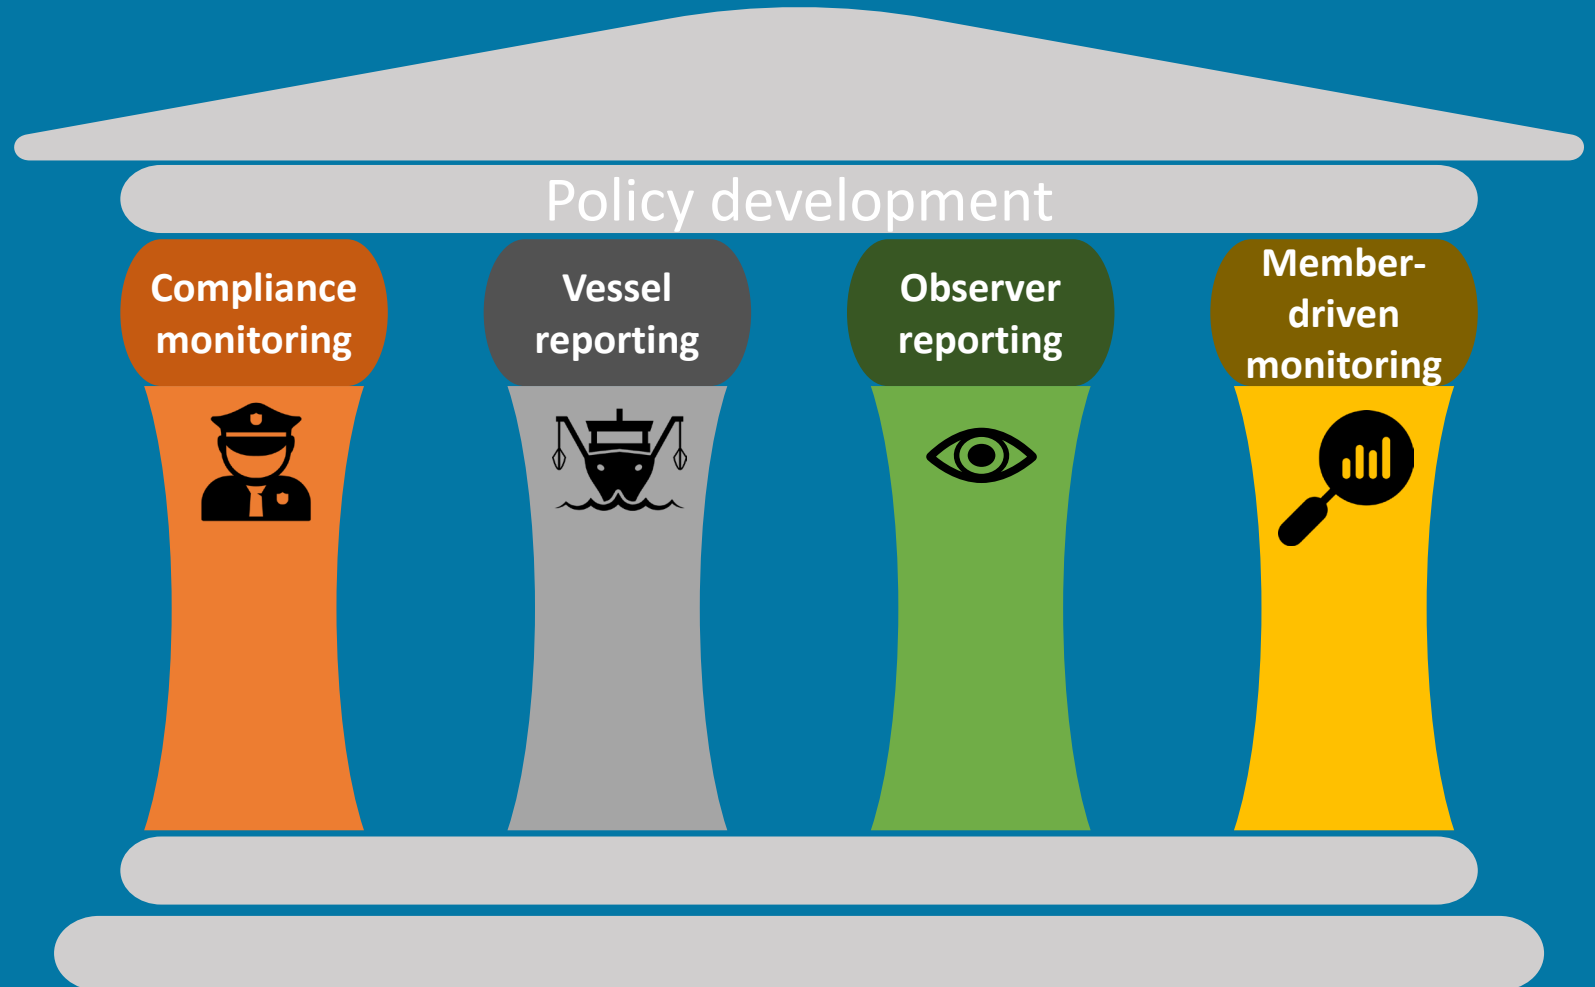 Policy development
Compliance
monitoring
Vessel
reporting
Observer
reporting
Member-
driven
monitoring